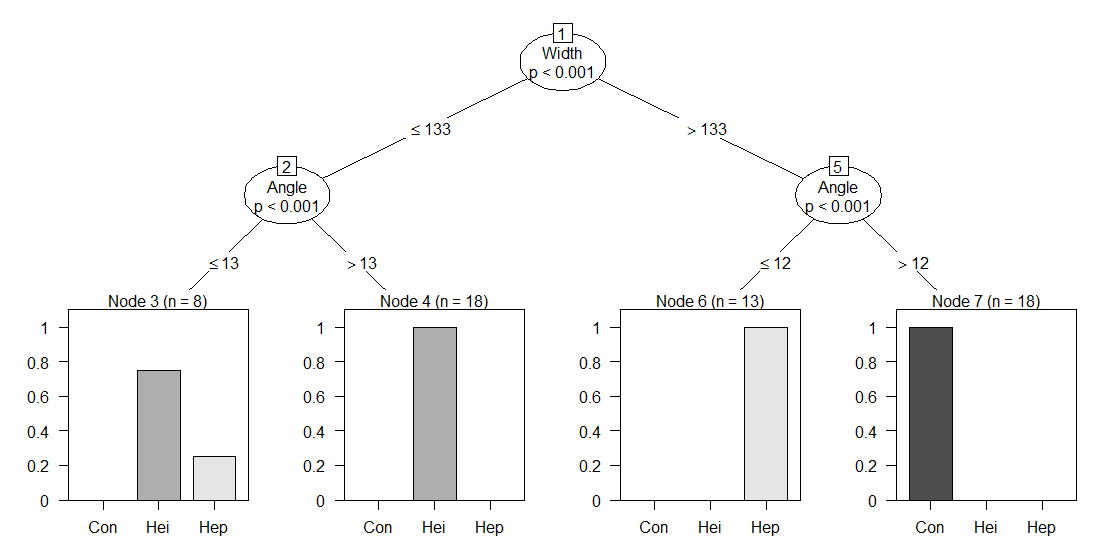 1
Width
p < 0.001
≤ 133
> 133
2
Angle
p < 0.001
5
Angle
p < 0.001
≤ 13
> 13
≤ 12
> 12
Node 3 (n = 8)
1
0.8
0.6
0.4
0.2
0
Con Hei Hep
Node 4 (n = 18)
1
0.8
0.6
0.4
0.2
0
Con Hei Hep
Node 6 (n = 13)
1
0.8
0.6
0.4
0.2
0
Con Hei Hep
Node 7 (n = 18)
1
0.8
0.6
0.4
0.2
0
Con Hei Hep